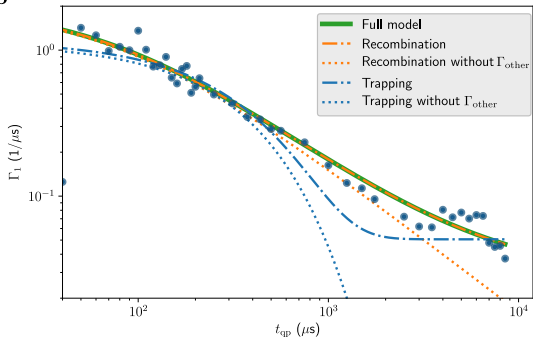 Full model
Recombination
Recombination without Γother
Trapping
Trapping without Γother
10⁰
10⁻¹
Γ1 (1/μs)
10² 10³ 10⁴
tqp (μs)